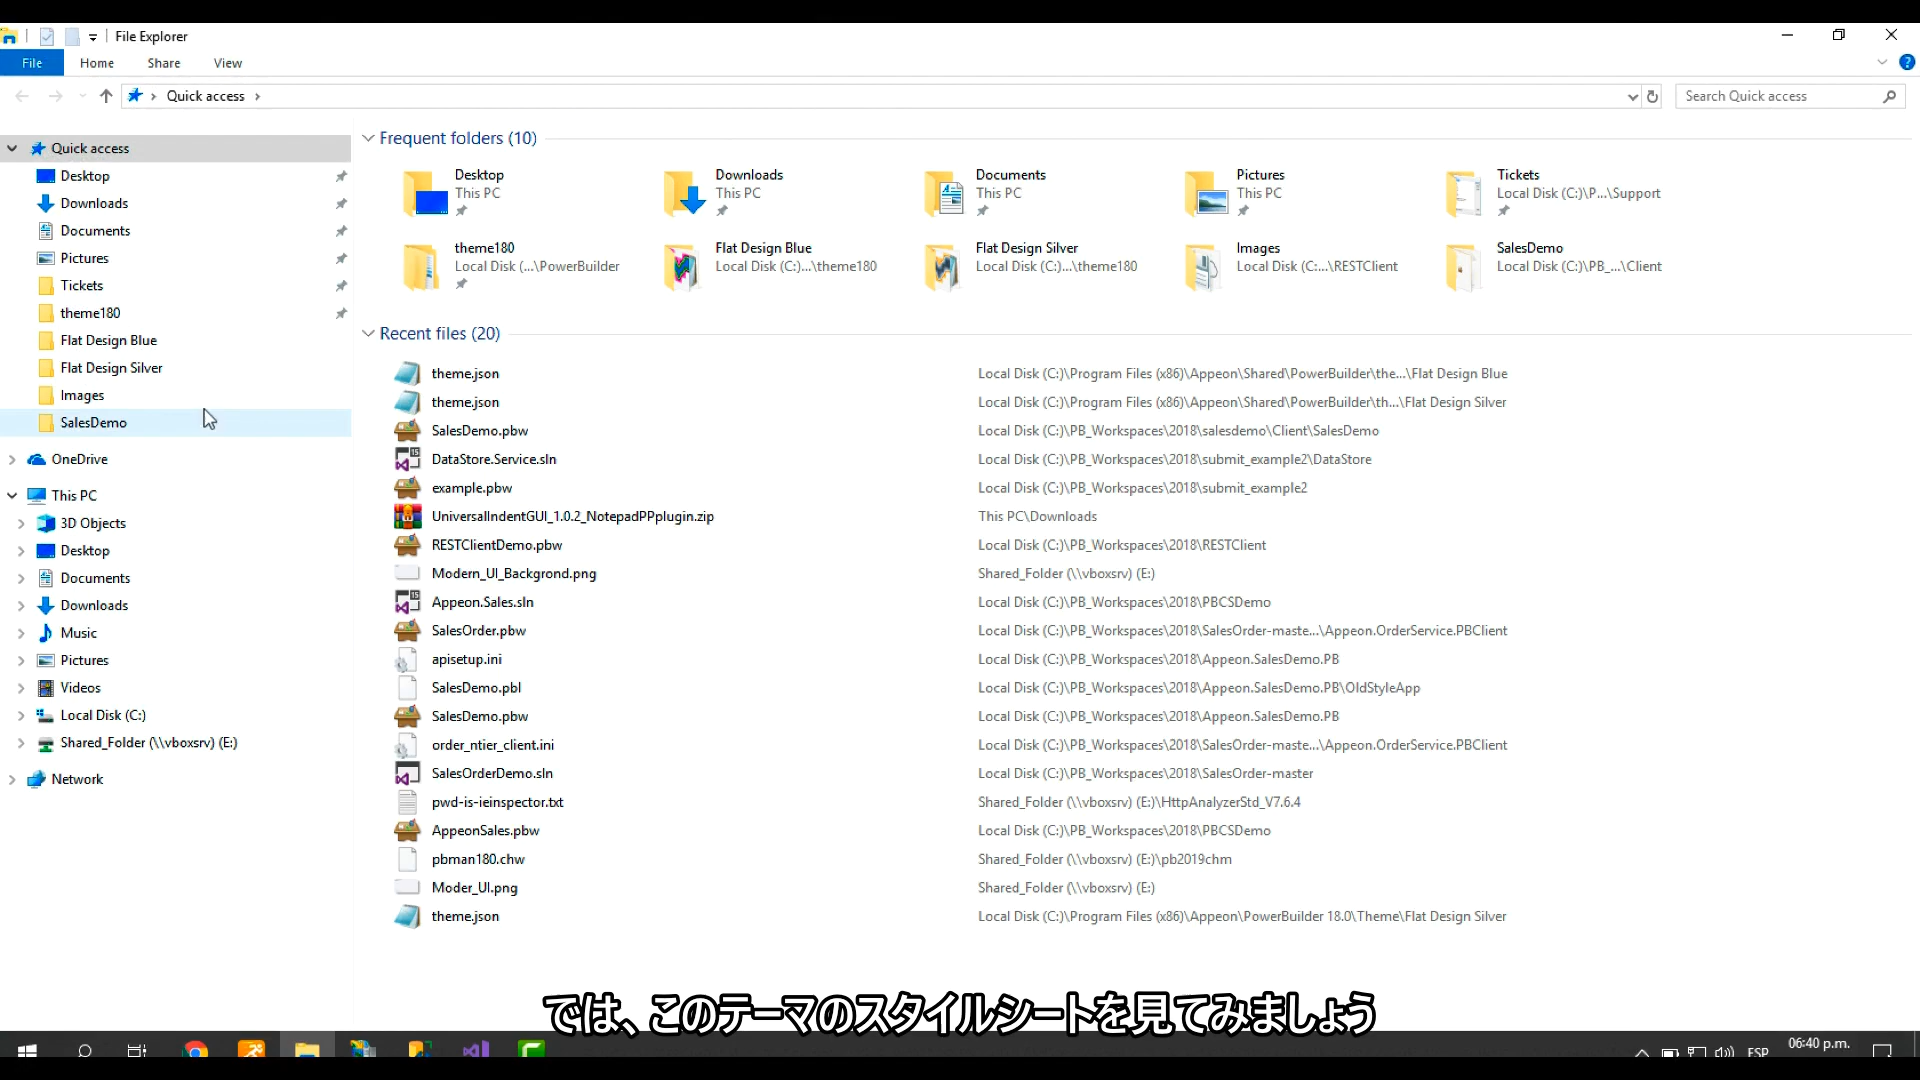 File Explorer
File Home Share View
Quick access
Search Quick access
Quick access
Desktop
Downloads
Documents
Pictures
Tickets
theme180
Flat Design Blue
Flat Design Silver
Images
SalesDemo
OneDrive
This PC
3D Objects
Desktop
Documents
Downloads
Music
Pictures
Videos
Local Disk (C:)
Shared_Folder (\\vboxsrv) (E:)
Network
Frequent folders (10)
Desktop
This PC
Downloads
This PC
Documents
This PC
Pictures
This PC
Tickets
Local Disk (C:)\P...\Support
theme180
Local Disk (...\PowerBuilder
Flat Design Blue
Local Disk (C:)...\theme180
Flat Design Silver
Local Disk (C:)...\theme180
Images
Local Disk (C:...\RESTClient
SalesDemo
Local Disk (C:)\PB_...\Client
Recent files (20)
theme.json Local Disk (C:)\Program Files (x86)\Appeon\Shared\PowerBuilder\the...\Flat Design Blue
theme.json Local Disk (C:)\Program Files (x86)\Appeon\Shared\PowerBuilder\th...\Flat Design Silver
SalesDemo.pbw Local Disk (C:)\PB_Workspaces\2018\salesdemo\Client\SalesDemo
DataStore.Service.sln Local Disk (C:)\PB_Workspaces\2018\submit_example2\DataStore
example.pbw Local Disk (C:)\PB_Workspaces\2018\submit_example2
UniversalIndentGUI_1.0.2_NotepadPPplugin.zip This PC\Downloads
RESTClientDemo.pbw Local Disk (C:)\PB_Workspaces\2018\RESTClient
Modern_UI_Backgrond.png Shared_Folder (\\vboxsrv) (E:)
Appeon.Sales.sln Local Disk (C:)\PB_Workspaces\2018\PBCSDemo
SalesOrder.pbw Local Disk (C:)\PB_Workspaces\2018\SalesOrder-maste...\Appeon.OrderService.PBClient
apisetup.ini Local Disk (C:)\PB_Workspaces\2018\Appeon.SalesDemo.PB
SalesDemo.pbl Local Disk (C:)\PB_Workspaces\2018\Appeon.SalesDemo.PB\OldStyleApp
SalesDemo.pbw Local Disk (C:)\PB_Workspaces\2018\Appeon.SalesDemo.PB
order_ntier_client.ini Local Disk (C:)\PB_Workspaces\2018\SalesOrder-maste...\Appeon.OrderService.PBClient
SalesOrderDemo.sln Local Disk (C:)\PB_Workspaces\2018\SalesOrder-master
pwd-is-ieinspector.txt Shared_Folder (\\vboxsrv) (E:)\HttpAnalyzerStd_V7.6.4
AppeonSales.pbw Local Disk (C:)\PB_Workspaces\2018\PBCSDemo
pbman180.chw Shared_Folder (\\vboxsrv) (E:)\pb2019chm
Moder_UI.png Shared_Folder (\\vboxsrv) (E:)
theme.json Local Disk (C:)\Program Files (x86)\Appeon\PowerBuilder 18.0\Theme\Flat Design Silver
では、このテーマのスタイルシートを見てみましょう
ESP 06:40 p.m.